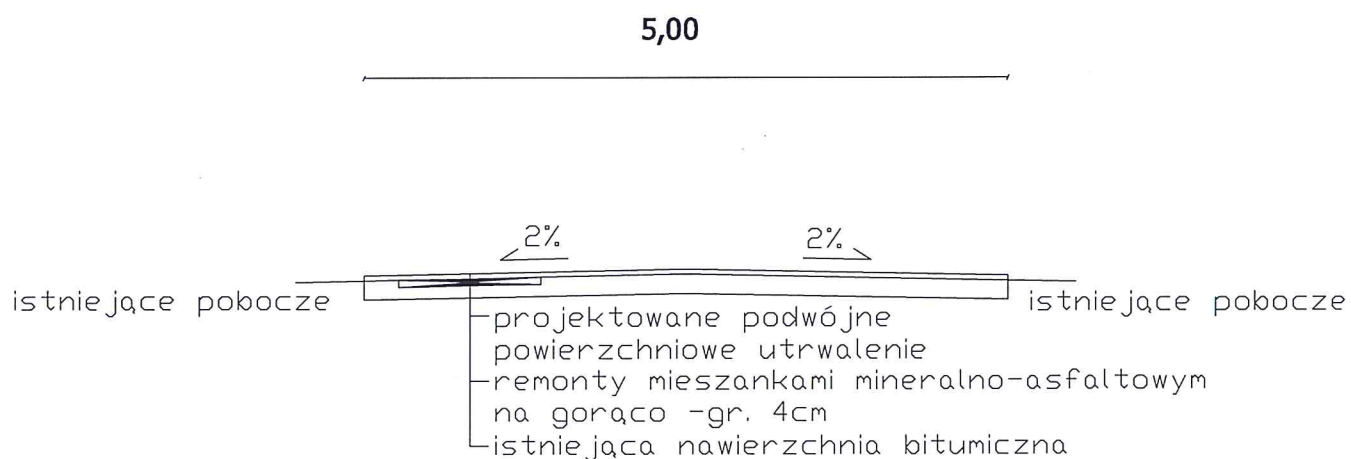 5,00
2% 2%
istniejące pobocze istniejące pobocze
projektowane podwójne
powierzchniowe utrwalenie
remonty mieszankami mineralno-asfaltowym
na gorąco -gr. 4cm
istniejąca nawierzchnia bitumiczna